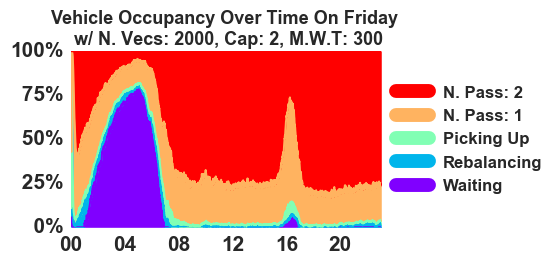 Vehicle Occupancy Over Time On Friday
w/ N. Vecs: 2000, Cap: 2, M.W.T: 300
100%
75%
50%
25%
0%
00 04 08 12 16 20
N. Pass: 2
N. Pass: 1
Picking Up
Rebalancing
Waiting